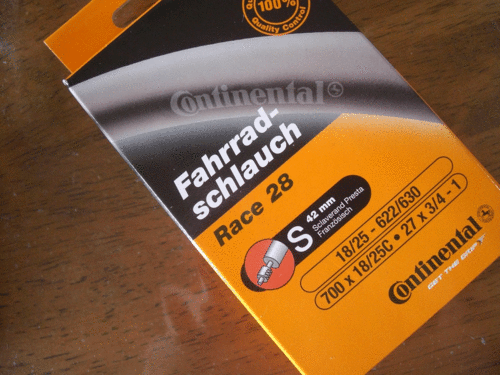 100%
Quality Control
Continental
Fahrrad-
schlauch
Race 28
S
42 mm
Sclaverand Presta
Französisch
18/25 - 622/630
700 x 18/25C • 27 x 3/4 - 1
Continental
GET THE GRIP